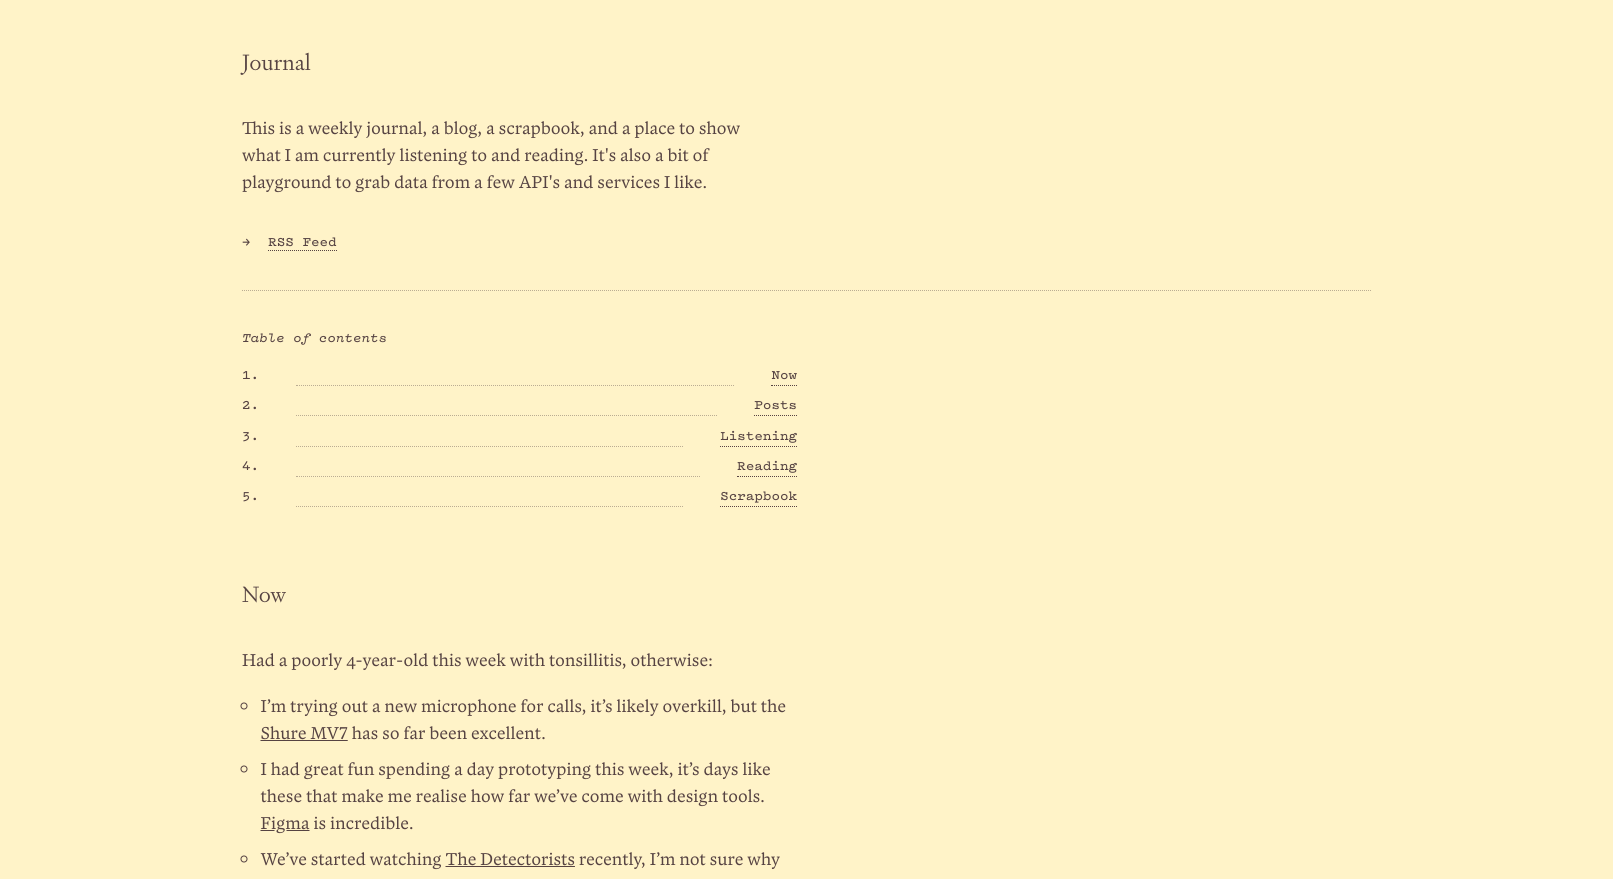 Journal
This is a weekly journal, a blog, a scrapbook, and a place to show
what I am currently listening to and reading. It's also a bit of
playground to grab data from a few API's and services I like.
→ RSS Feed
Table of contents
1. Now
2. Posts
3. Listening
4. Reading
5. Scrapbook
Now
Had a poorly 4-year-old this week with tonsillitis, otherwise:
I’m trying out a new microphone for calls, it’s likely overkill, but the
Shure MV7 has so far been excellent.
I had great fun spending a day prototyping this week, it’s days like
these that make me realise how far we’ve come with design tools.
Figma is incredible.
We’ve started watching The Detectorists recently, I’m not sure why